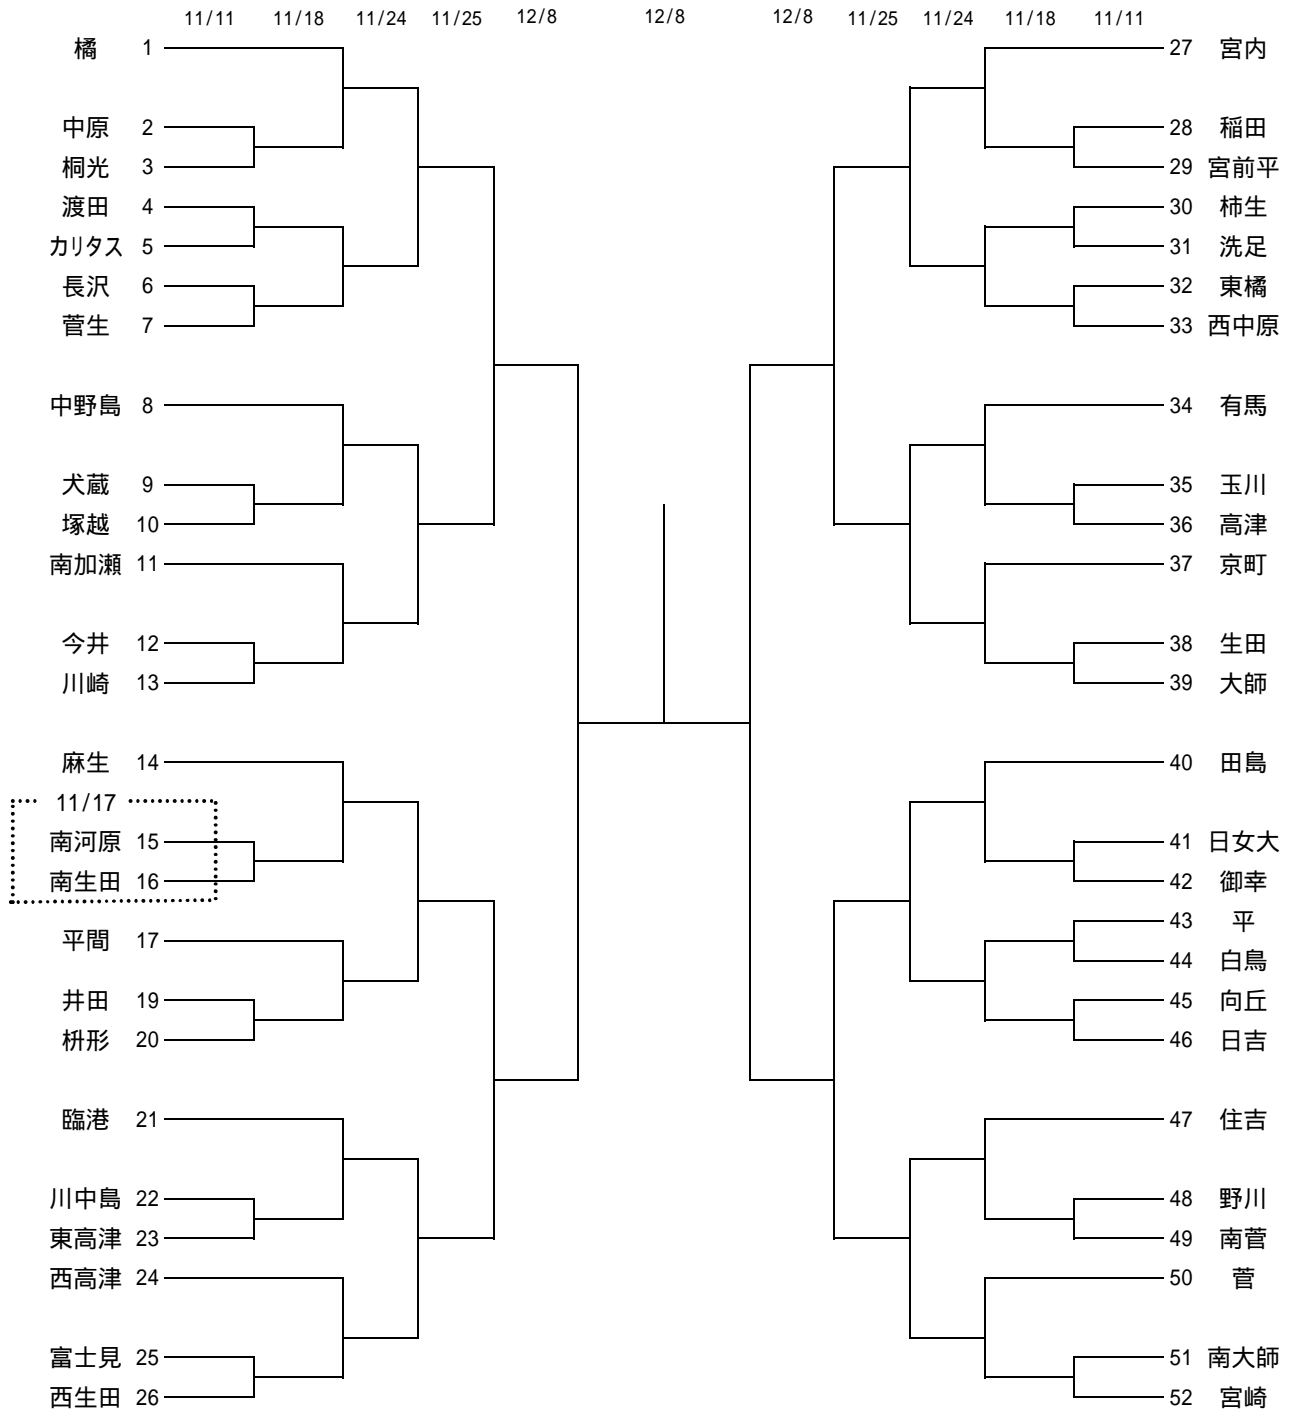 11/11 11/18 11/24 11/25 12/8 12/8 12/8 11/25 11/24 11/18 11/11
橘 1
中原 2
桐光 3
渡田 4
カリタス 5
長沢 6
菅生 7
中野島 8
犬蔵 9
塚越 10
南加瀬 11
今井 12
川崎 13
麻生 14
11/17
南河原 15
南生田 16
平間 17
井田 19
枡形 20
臨港 21
川中島 22
東高津 23
西高津 24
富士見 25
西生田 26
27 宮内
28 稲田
29 宮前平
30 柿生
31 洗足
32 東橘
33 西中原
34 有馬
35 玉川
36 高津
37 京町
38 生田
39 大師
40 田島
41 日女大
42 御幸
43 平
44 白鳥
45 向丘
46 日吉
47 住吉
48 野川
49 南菅
50 菅
51 南大師
52 宮崎